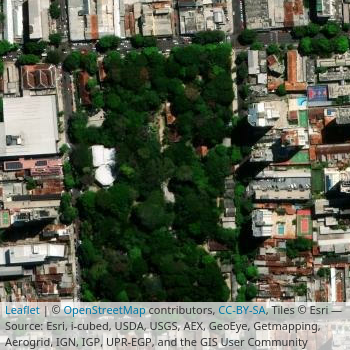 Leaflet | © OpenStreetMap contributors, CC-BY-SA, Tiles © Esri —
Source: Esri, i-cubed, USDA, USGS, AEX, GeoEye, Getmapping,
Aerogrid, IGN, IGP, UPR-EGP, and the GIS User Community